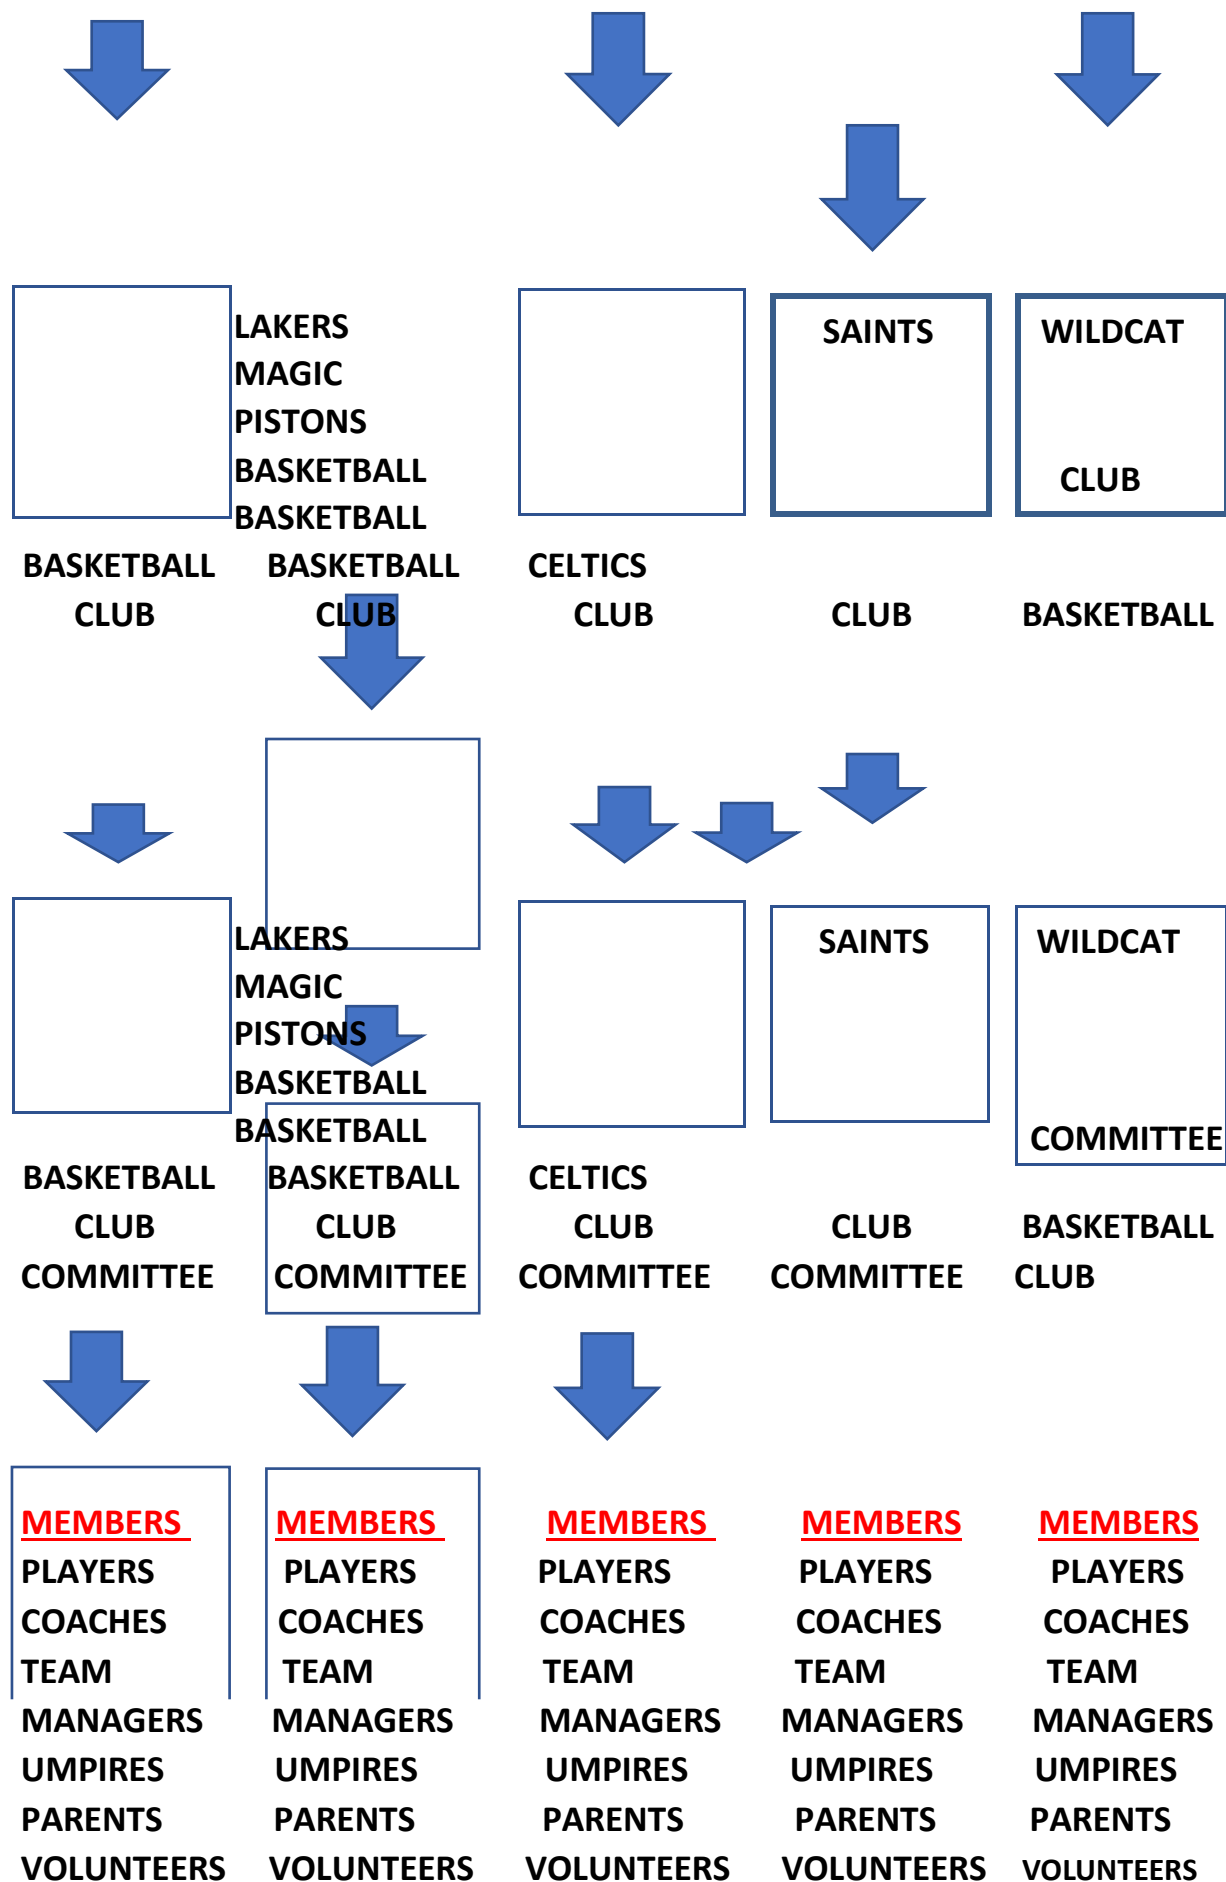 LAKERS SAINTS WILDCAT
MAGIC
PISTONS
BASKETBALL CLUB
BASKETBALL
BASKETBALL BASKETBALL CELTICS
CLUB CLUB CLUB CLUB BASKETBALL
LAKERS SAINTS WILDCAT
MAGIC
PISTONS
BASKETBALL
BASKETBALL COMMITTEE
BASKETBALL BASKETBALL CELTICS
CLUB CLUB CLUB CLUB BASKETBALL
COMMITTEE COMMITTEE COMMITTEE COMMITTEE CLUB
MEMBERS MEMBERS MEMBERS MEMBERS MEMBERS
PLAYERS PLAYERS PLAYERS PLAYERS PLAYERS
COACHES COACHES COACHES COACHES COACHES
TEAM TEAM TEAM TEAM TEAM
MANAGERS MANAGERS MANAGERS MANAGERS MANAGERS
UMPIRES UMPIRES UMPIRES UMPIRES UMPIRES
PARENTS PARENTS PARENTS PARENTS PARENTS
VOLUNTEERS VOLUNTEERS VOLUNTEERS VOLUNTEERS VOLUNTEERS